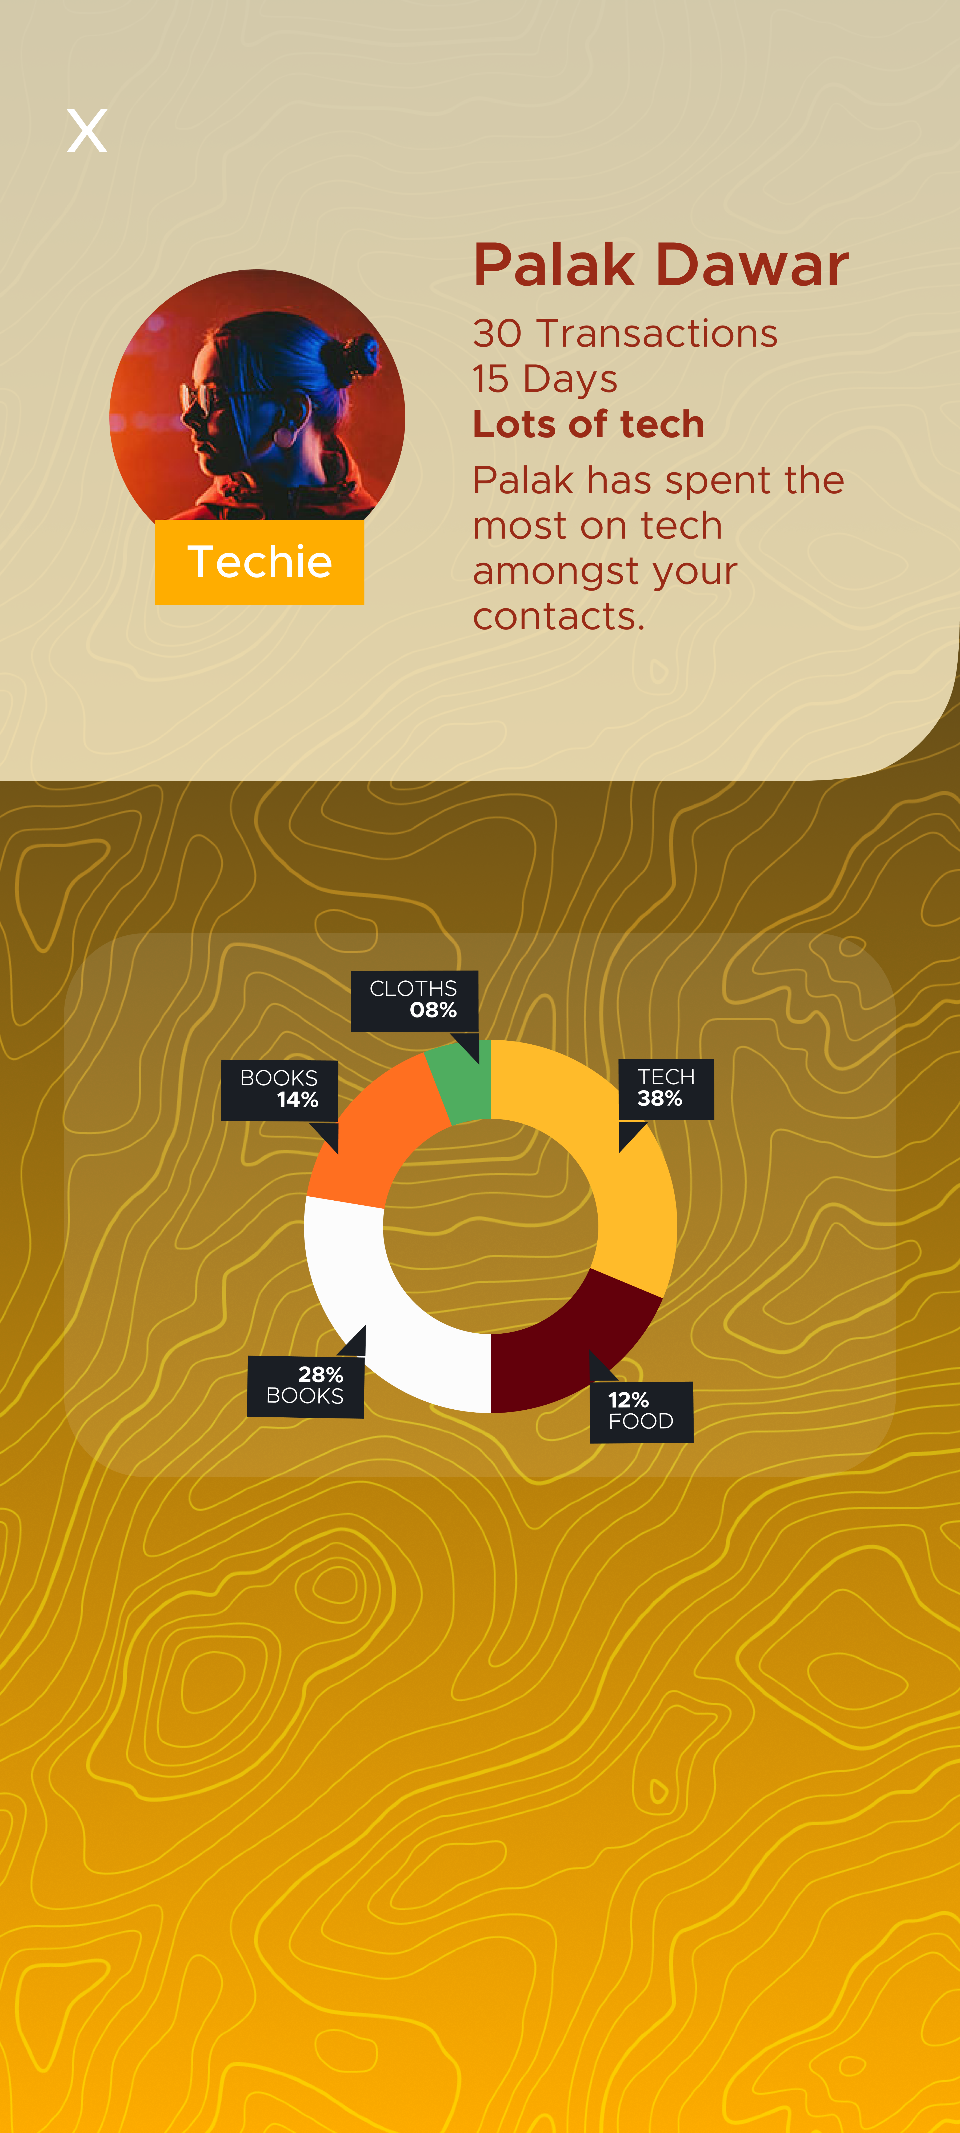 X
Palak Dawar
30 Transactions
15 Days
Lots of tech
Palak has spent the
most on tech
amongst your
contacts.
Techie
CLOTHS
08%
BOOKS
14%
TECH
38%
28%
BOOKS
12%
FOOD